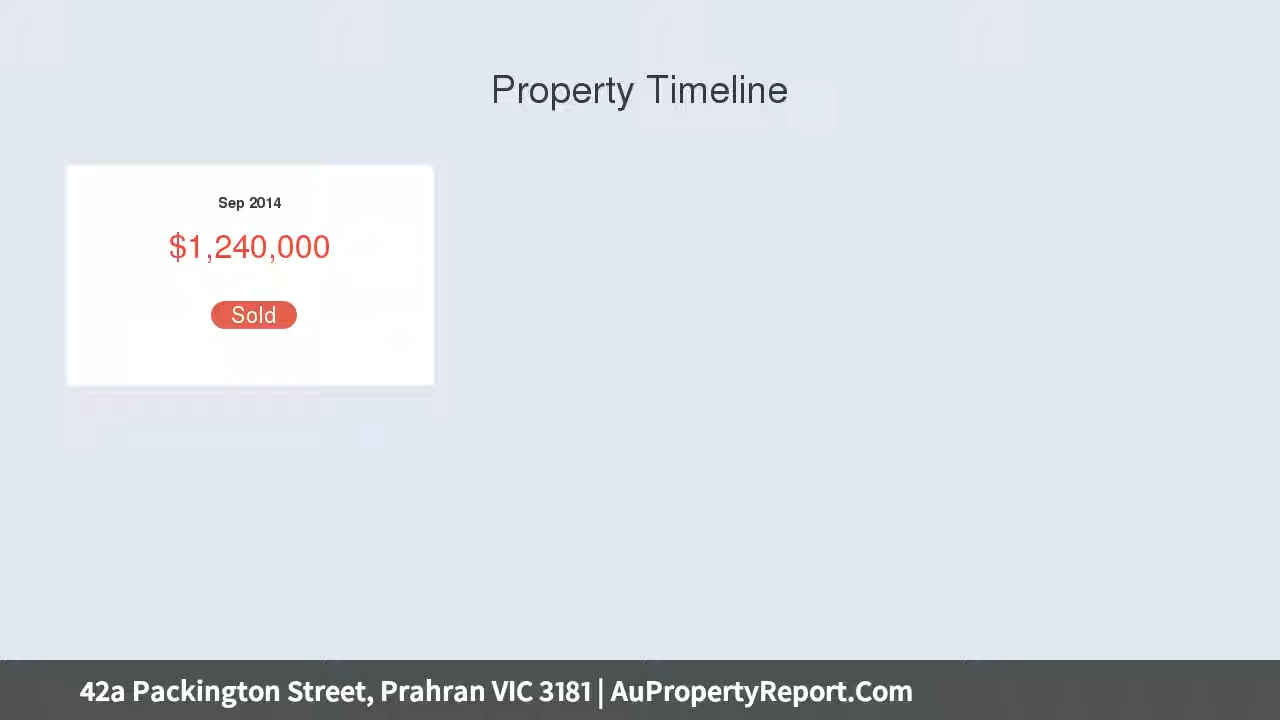 Property Timeline
Sep 2014
$1,240,000
Sold
42a Packington Street, Prahran VIC 3181 | AuPropertyReport.Com